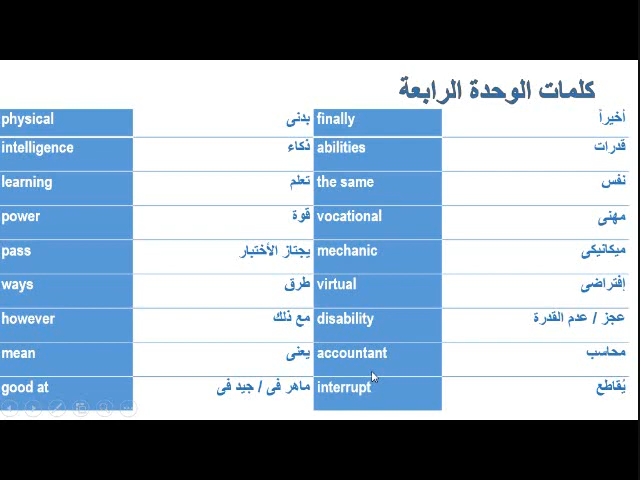 كلمات الوحدة الرابعة
physical بدنى finally أخيراً
intelligence ذكاء abilities قدرات
learning تعلم the same نفس
power قوة vocational مهنى
pass يجتاز الأختبار mechanic ميكانيكى
ways طرق virtual إفتراضى
however مع ذلك disability عجز / عدم القدرة
mean يعنى accountant محاسب
good at ماهر فى / جيد فى interrupt يُقاطع